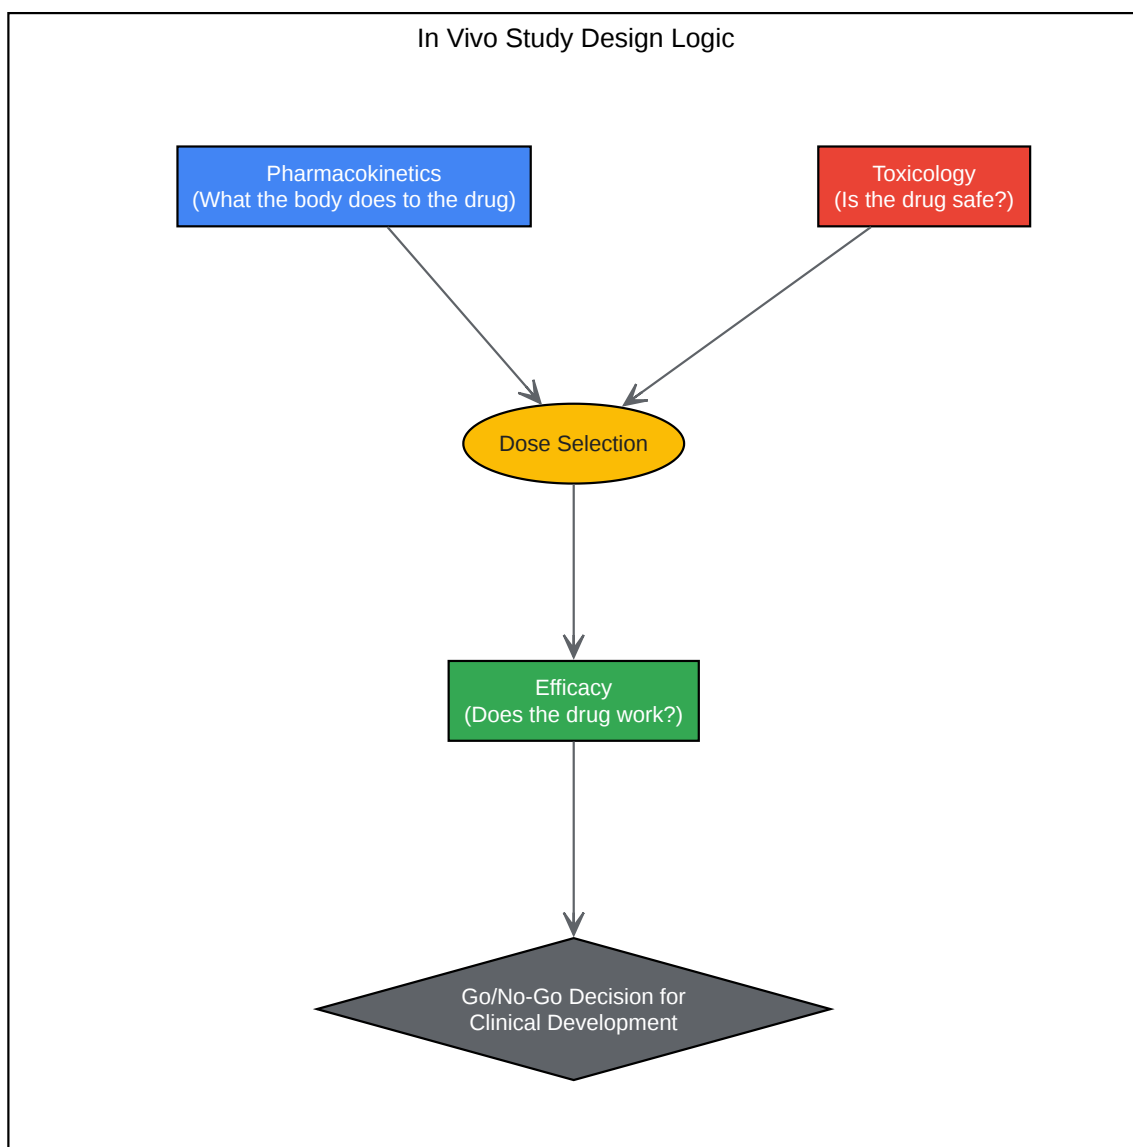 In Vivo Study Design Logic
Pharmacokinetics
(What the body does to the drug)
Toxicology
(Is the drug safe?)
Dose Selection
Efficacy
(Does the drug work?)
Go/No-Go Decision for
Clinical Development